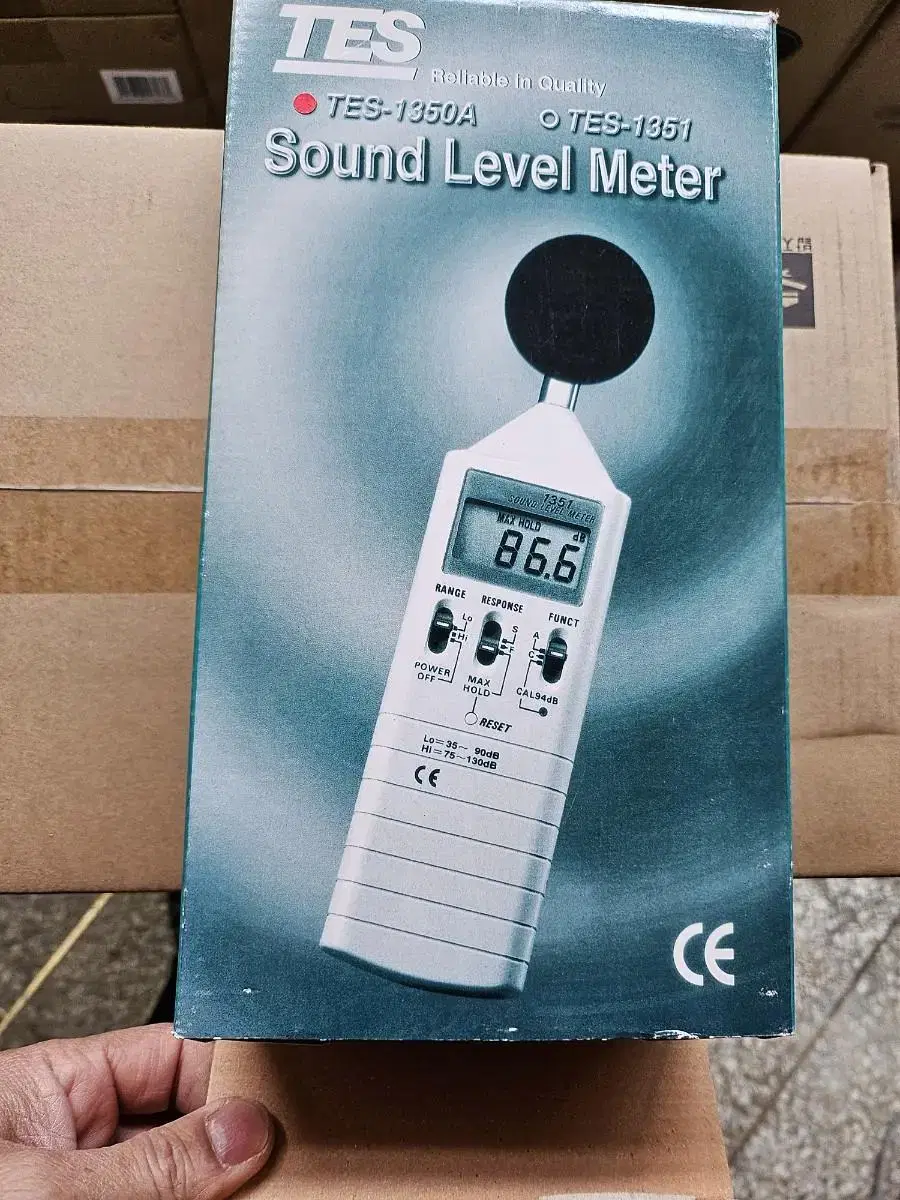 TES
Reliable in Quality
TES-1350A
TES-1351
Sound Level Meter
1351
SOUND LEVEL METER
MAX HOLD
dB
86.6
RANGE
RESPONSE
FUNCT
Lo
Hi
S
F
A
C
POWER OFF
MAX HOLD
CAL94dB
RESET
Lo=35~ 90dB
Hi=75~130dB
CE
CE